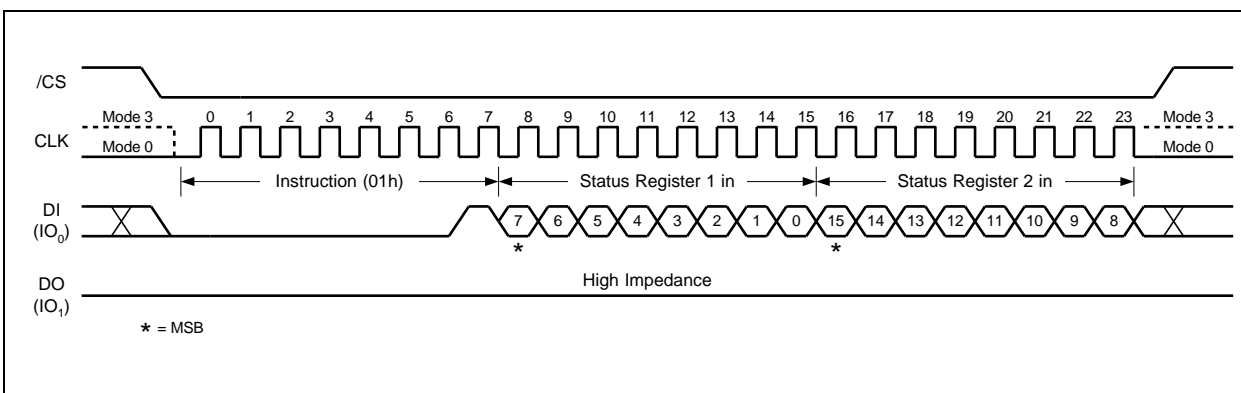 /CS
Mode 3 0 1 2 3 4 5 6 7 8 9 10 11 12 13 14 15 16 17 18 19 20 21 22 23 Mode 3
CLK
Mode 0 Mode 0
Instruction (01h) Status Register 1 in Status Register 2 in
DI
(IO0) 7 6 5 4 3 2 1 0 15 14 13 12 11 10 9 8
* *
High Impedance
DO
(IO1)
* = MSB